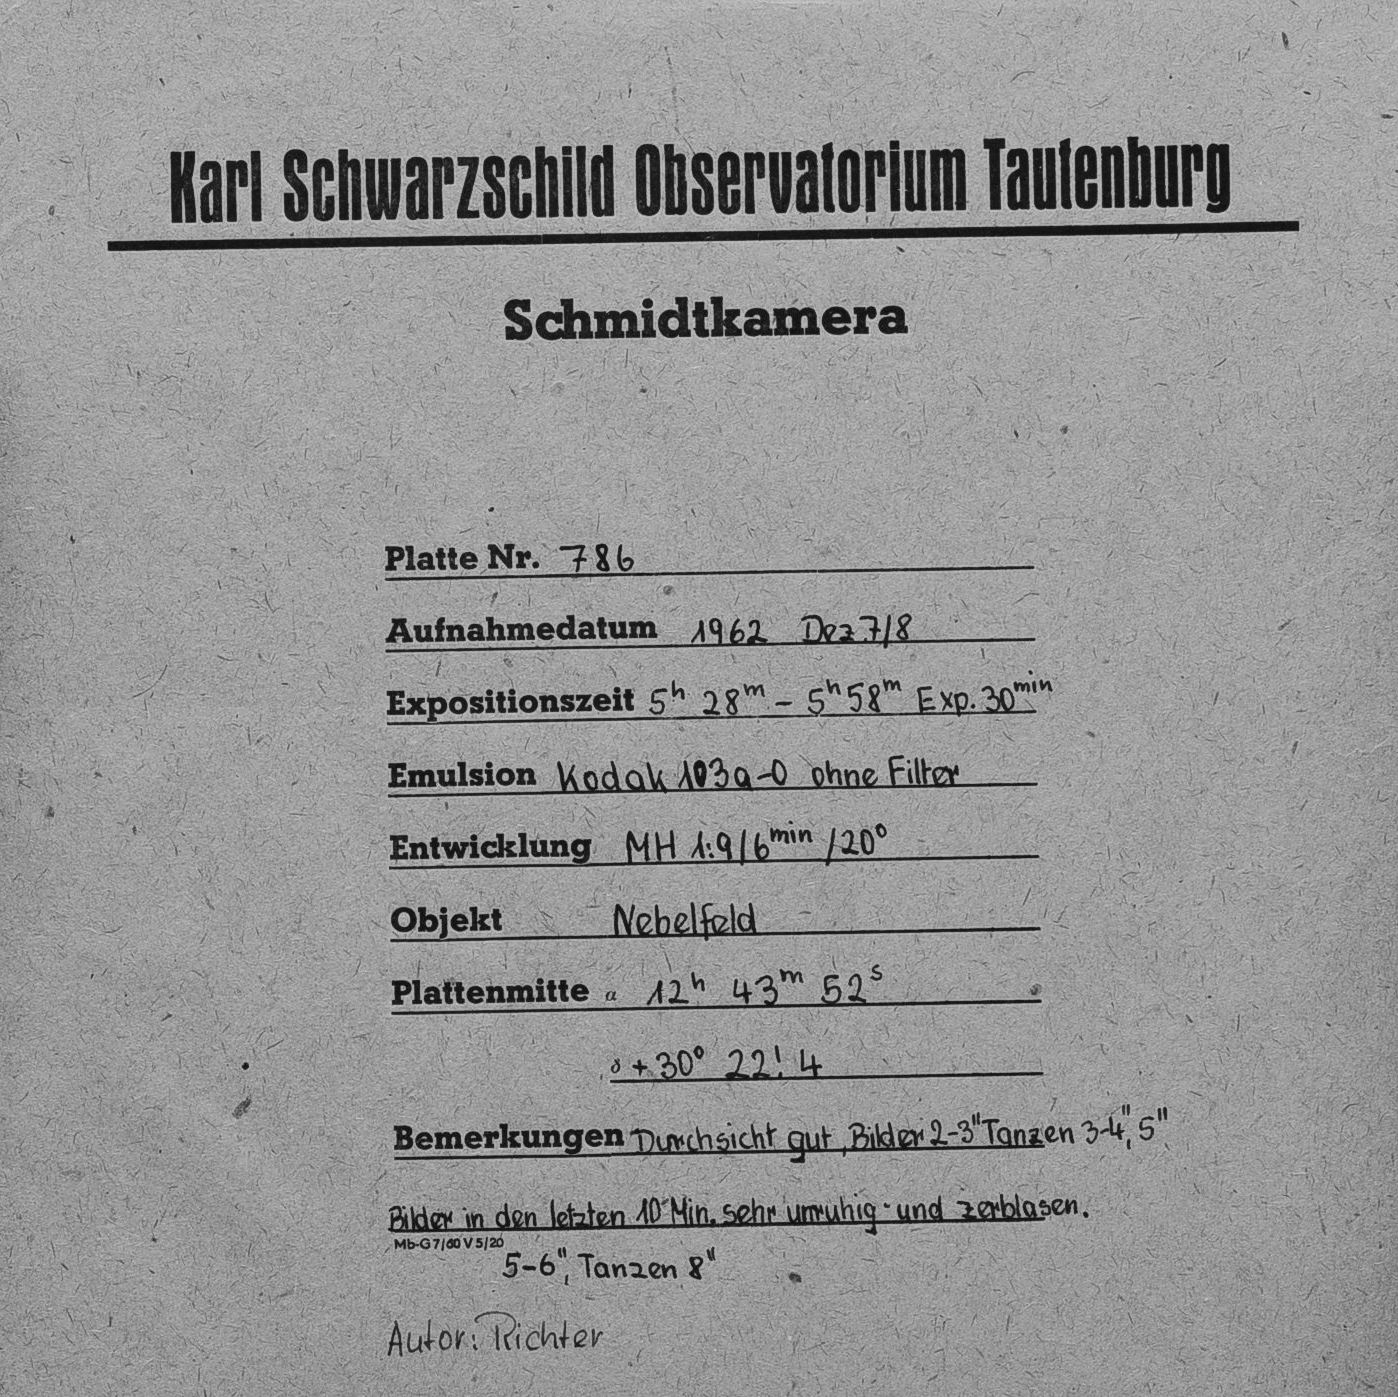 Karl Schwarzschild Observatorium Tautenburg
Schmidtkamera
Platte Nr. 786
Aufnahmedatum 1962 Dez 7/8
Expositionszeit 5ʰ 28ᵐ – 5ʰ 58ᵐ Exp. 30ᵐⁱⁿ
Emulsion Kodak 103a-O ohne Filter
Entwicklung MH 1:9/6ᵐⁱⁿ /20°
Objekt Nebelfeld
Plattenmitte α 12ʰ 43ᵐ 52ˢ
δ +30° 22!4
Bemerkungen Durchsicht gut, Bilder 2-3" Tanzen 3-4", 5"
Bilder in den letzten 10 Min. sehr unruhig und zerblasen.
Mb-G 7/60 V 5/20
5-6", Tanzen 8"
Autor: Richter